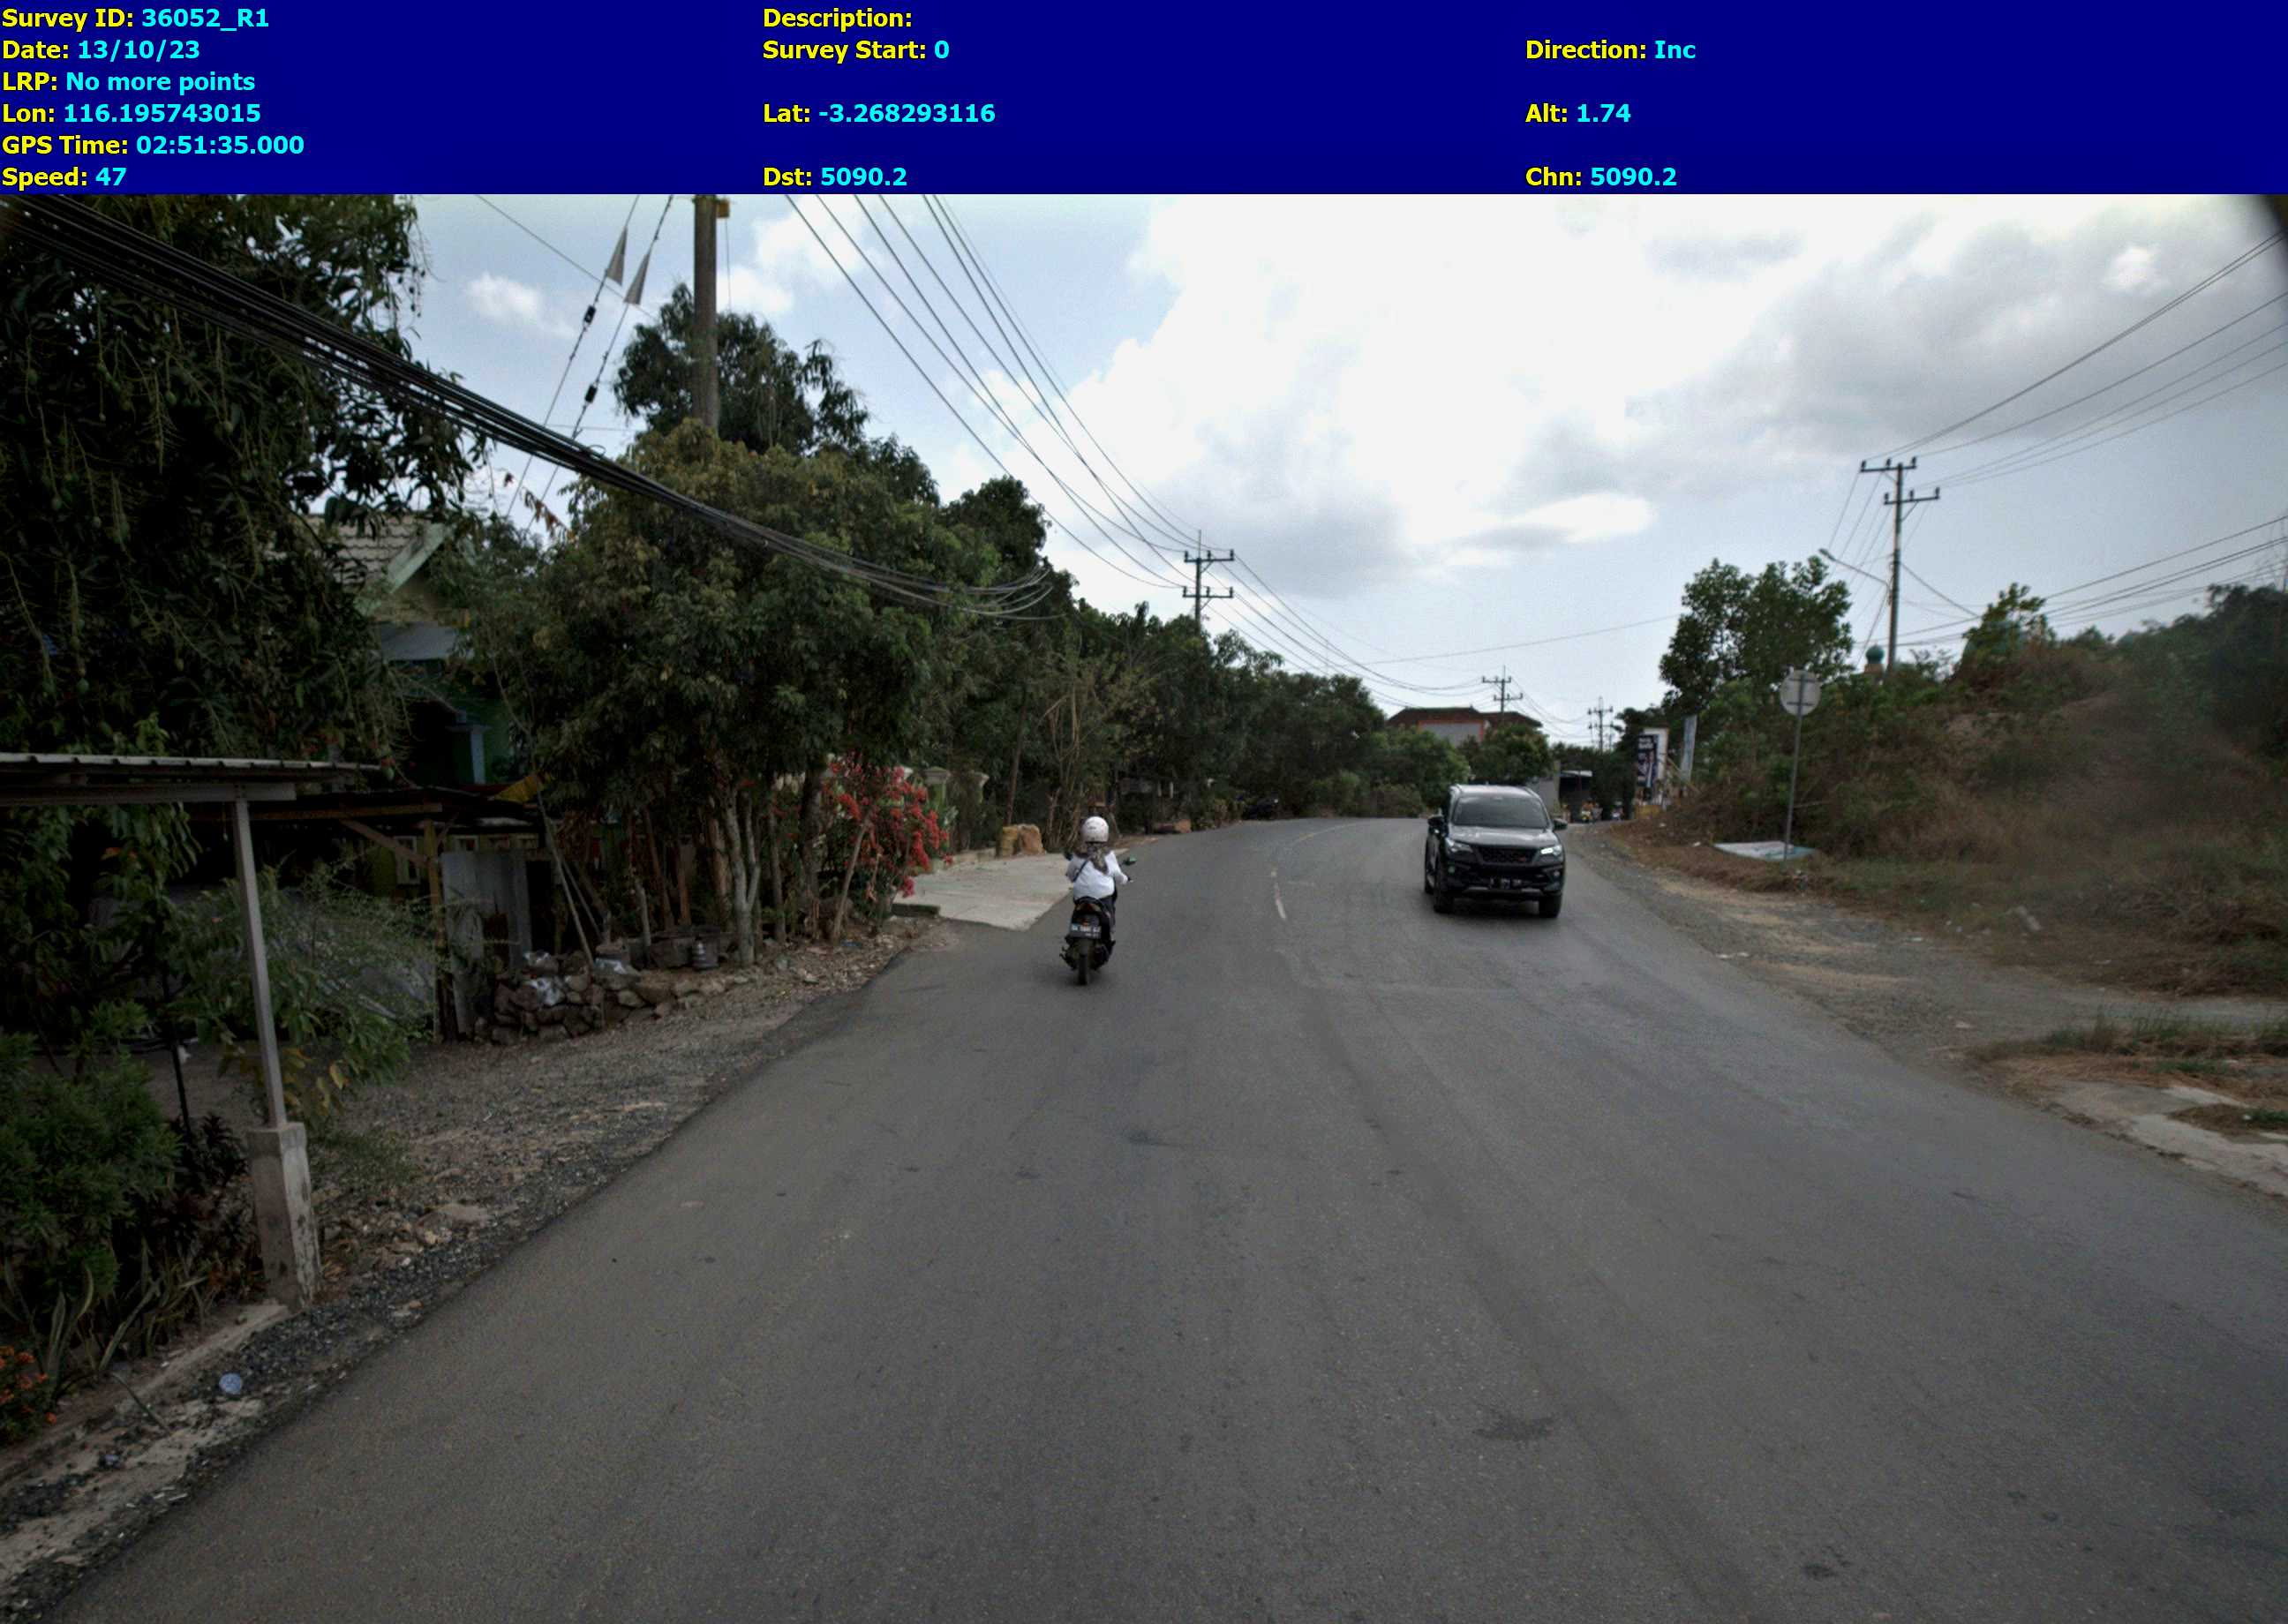 Survey ID: 36052_R1
Description:
Date: 13/10/23
Survey Start: 0
Direction: Inc
LRP: No more points
Lon: 116.195743015
Lat: -3.268293116
Alt: 1.74
GPS Time: 02:51:35.000
Speed: 47
Dst: 5090.2
Chn: 5090.2